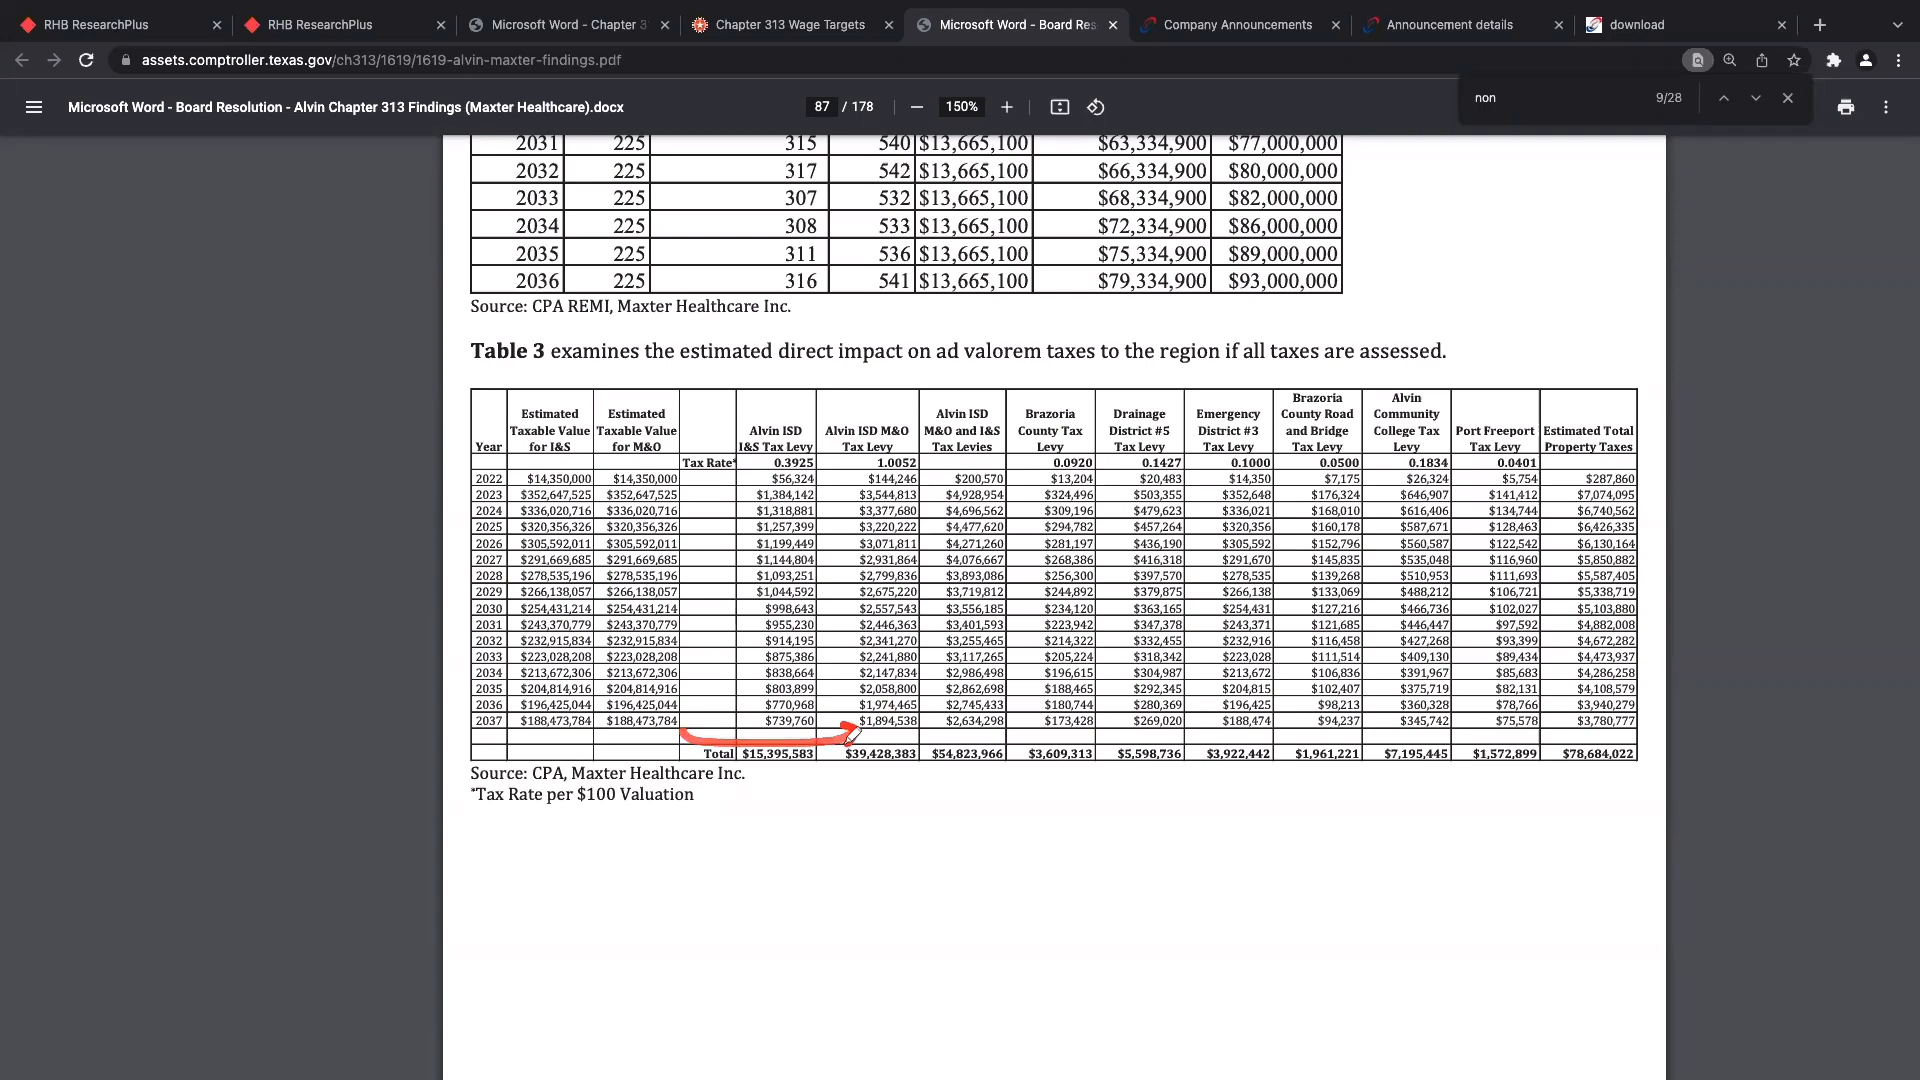 RHB ResearchPlus
RHB ResearchPlus
Microsoft Word - Chapter 3
Chapter 313 Wage Targets
Microsoft Word - Board Res
Company Announcements
Announcement details
download
assets.comptroller.texas.gov/ch313/1619/1619-alvin-maxter-findings.pdf
non 9/28
Microsoft Word - Board Resolution - Alvin Chapter 313 Findings (Maxter Healthcare).docx
87 / 178
150%
2031 225 315 540 $13,665,100 $63,334,900 $77,000,000
2032 225 317 542 $13,665,100 $66,334,900 $80,000,000
2033 225 307 532 $13,665,100 $68,334,900 $82,000,000
2034 225 308 533 $13,665,100 $72,334,900 $86,000,000
2035 225 311 536 $13,665,100 $75,334,900 $89,000,000
2036 225 316 541 $13,665,100 $79,334,900 $93,000,000
Source: CPA REMI, Maxter Healthcare Inc.
Table 3 examines the estimated direct impact on ad valorem taxes to the region if all taxes are assessed.
Year
Estimated Taxable Value for I&S
Estimated Taxable Value for M&O
Alvin ISD I&S Tax Levy
Alvin ISD M&O Tax Levy
Alvin ISD M&O and I&S Tax Levies
Brazoria County Tax Levy
Drainage District #5 Tax Levy
Emergency District #3 Tax Levy
Brazoria County Road and Bridge Tax Levy
Alvin Community College Tax Levy
Port Freeport Tax Levy
Estimated Total Property Taxes
Tax Rate* 0.3925 1.0052 0.0920 0.1427 0.1000 0.0500 0.1834 0.0401
2022 $14,350,000 $14,350,000 $56,324 $144,246 $200,570 $13,204 $20,483 $14,350 $7,175 $26,324 $5,754 $287,860
2023 $352,647,525 $352,647,525 $1,384,142 $3,544,813 $4,928,954 $324,496 $503,355 $352,648 $176,324 $646,907 $141,412 $7,074,095
2024 $336,020,716 $336,020,716 $1,318,881 $3,377,680 $4,696,562 $309,196 $479,623 $336,021 $168,010 $616,406 $134,744 $6,740,562
2025 $320,356,326 $320,356,326 $1,257,399 $3,220,222 $4,477,620 $294,782 $457,264 $320,356 $160,178 $587,671 $128,463 $6,426,335
2026 $305,592,011 $305,592,011 $1,199,449 $3,071,811 $4,271,260 $281,197 $436,190 $305,592 $152,796 $560,587 $122,542 $6,130,164
2027 $291,669,685 $291,669,685 $1,144,804 $2,931,864 $4,076,667 $268,386 $416,318 $291,670 $145,835 $535,048 $116,960 $5,850,882
2028 $278,535,196 $278,535,196 $1,093,251 $2,799,836 $3,893,086 $256,300 $397,570 $278,535 $139,268 $510,953 $111,693 $5,587,405
2029 $266,138,057 $266,138,057 $1,044,592 $2,675,220 $3,719,812 $244,892 $379,875 $266,138 $133,069 $488,212 $106,721 $5,338,719
2030 $254,431,214 $254,431,214 $998,643 $2,557,543 $3,556,185 $234,120 $363,165 $254,431 $127,216 $466,736 $102,027 $5,103,880
2031 $243,370,779 $243,370,779 $955,230 $2,446,363 $3,401,593 $223,942 $347,378 $243,371 $121,685 $446,447 $97,592 $4,882,008
2032 $232,915,834 $232,915,834 $914,195 $2,341,270 $3,255,465 $214,322 $332,455 $232,916 $116,458 $427,268 $93,399 $4,672,282
2033 $223,028,208 $223,028,208 $875,386 $2,241,880 $3,117,265 $205,224 $318,342 $223,028 $111,514 $409,130 $89,434 $4,473,937
2034 $213,672,306 $213,672,306 $838,664 $2,147,834 $2,986,498 $196,615 $304,987 $213,672 $106,836 $391,967 $85,683 $4,286,258
2035 $204,814,916 $204,814,916 $803,899 $2,058,800 $2,862,698 $188,465 $292,345 $204,815 $102,407 $375,719 $82,131 $4,108,579
2036 $196,425,044 $196,425,044 $770,968 $1,974,465 $2,745,433 $180,744 $280,369 $196,425 $98,213 $360,328 $78,766 $3,940,279
2037 $188,473,784 $188,473,784 $739,760 $1,894,538 $2,634,298 $173,428 $269,020 $188,474 $94,237 $345,742 $75,578 $3,780,777
Total $15,395,583 $39,428,383 $54,823,966 $3,609,313 $5,598,736 $3,922,442 $1,961,221 $7,195,445 $1,572,899 $78,684,022
Source: CPA, Maxter Healthcare Inc.
*Tax Rate per $100 Valuation